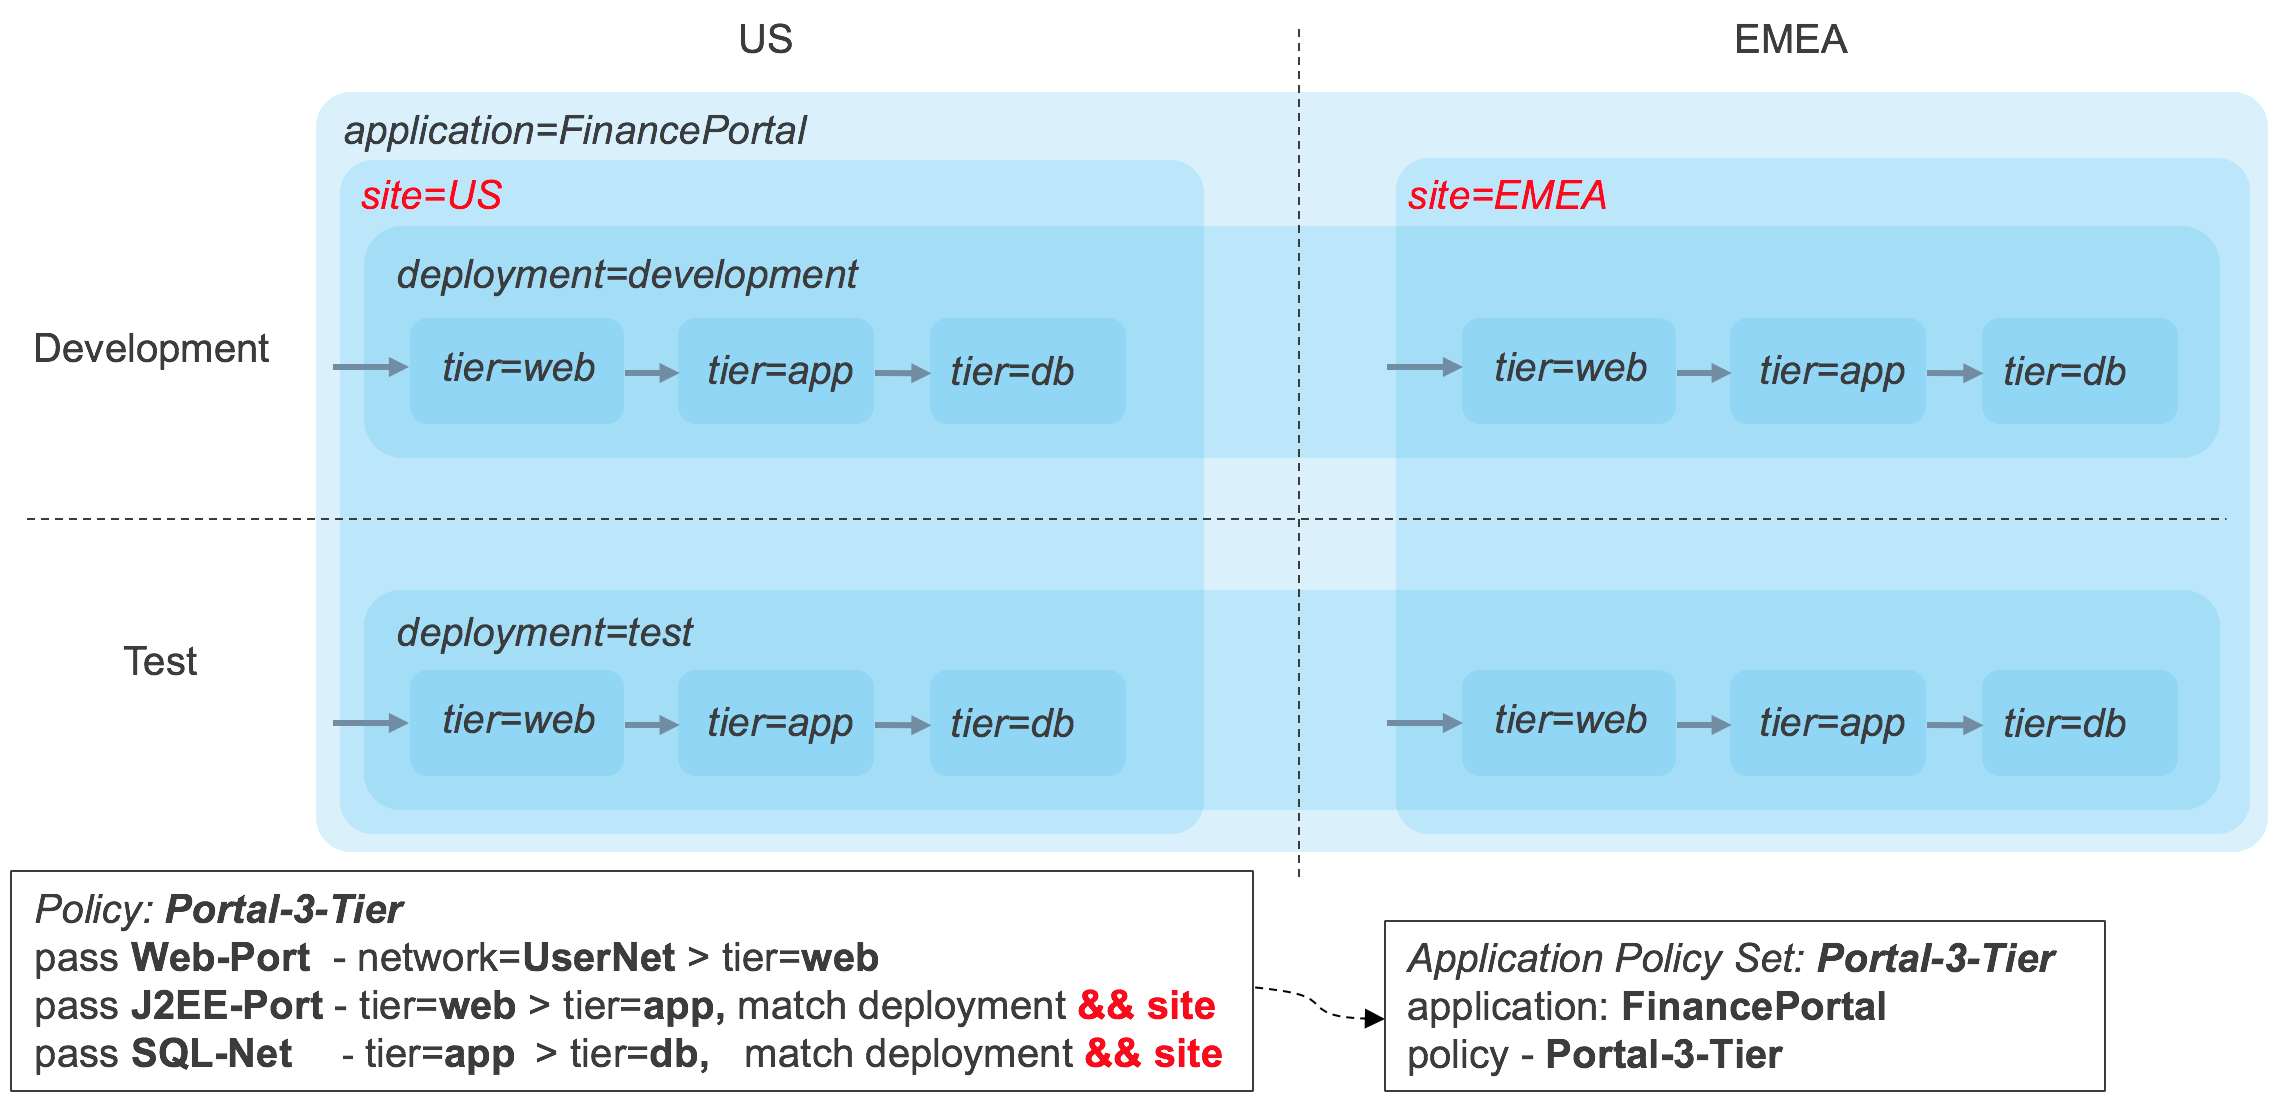 US
EMEA
application=FinancePortal
site=US
site=EMEA
deployment=development
Development
tier=web
tier=app
tier=db
tier=web
tier=app
tier=db
deployment=test
Test
tier=web
tier=app
tier=db
tier=web
tier=app
tier=db
Policy: Portal-3-Tier
pass Web-Port - network=UserNet > tier=web
pass J2EE-Port - tier=web > tier=app, match deployment && site
pass SQL-Net - tier=app > tier=db, match deployment && site
Application Policy Set: Portal-3-Tier
application: FinancePortal
policy - Portal-3-Tier